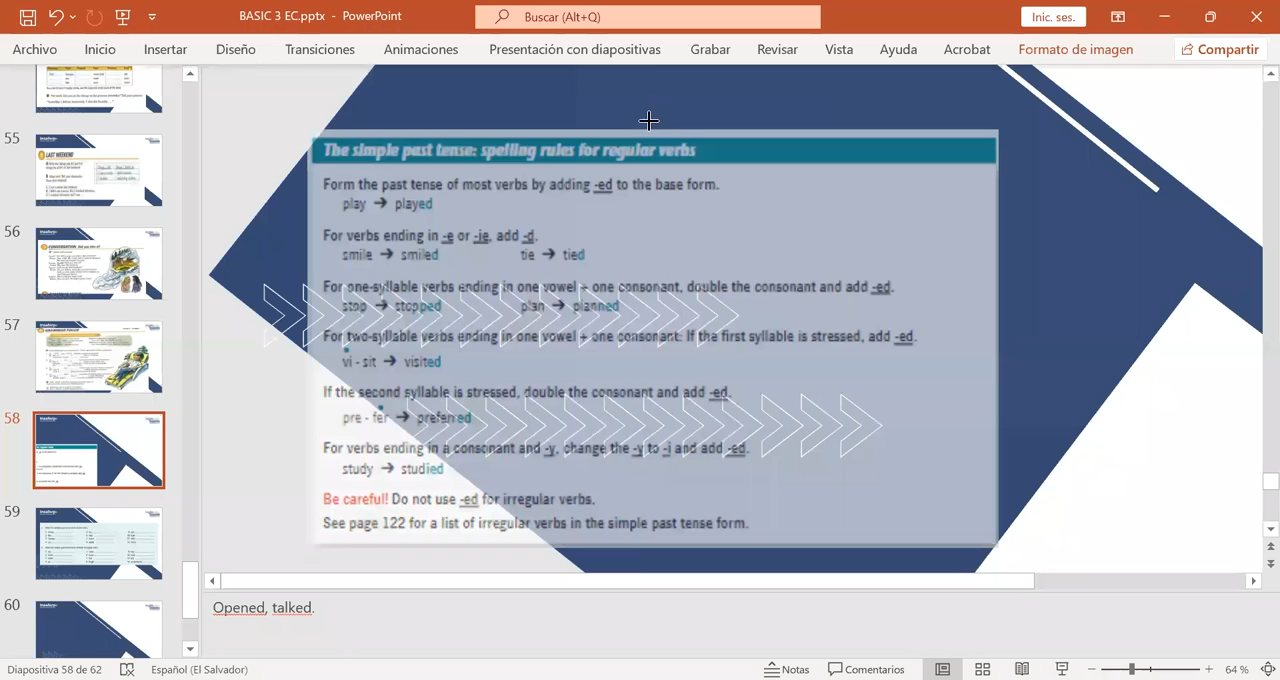 BASIC 3 EC.pptx - PowerPoint
Buscar (Alt+Q)
Inic. ses.
Archivo Inicio Insertar Diseño Transiciones Animaciones Presentación con diapositivas Grabar Revisar Vista Ayuda Acrobat Formato de imagen Compartir
55
LAST WEEKEND
56
CONVERSATION
57
GRAMMAR FOCUS
58
59
60
The simple past tense: spelling rules for regular verbs
Form the past tense of most verbs by adding -ed to the base form.
play → played
For verbs ending in -e or -ie, add -d.
smile → smiled tie → tied
For one-syllable verbs ending in one vowel + one consonant, double the consonant and add -ed.
stop → stopped plan → planned
For two-syllable verbs ending in one vowel + one consonant: If the first syllable is stressed, add -ed.
vi - sit → visited
If the second syllable is stressed, double the consonant and add -ed.
pre - fer → preferred
For verbs ending in a consonant and -y, change the -y to -i and add -ed.
study → studied
Be careful! Do not use -ed for irregular verbs.
See page 122 for a list of irregular verbs in the simple past tense form.
Opened, talked.
Diapositiva 58 de 62 Español (El Salvador) Notas Comentarios 64 %